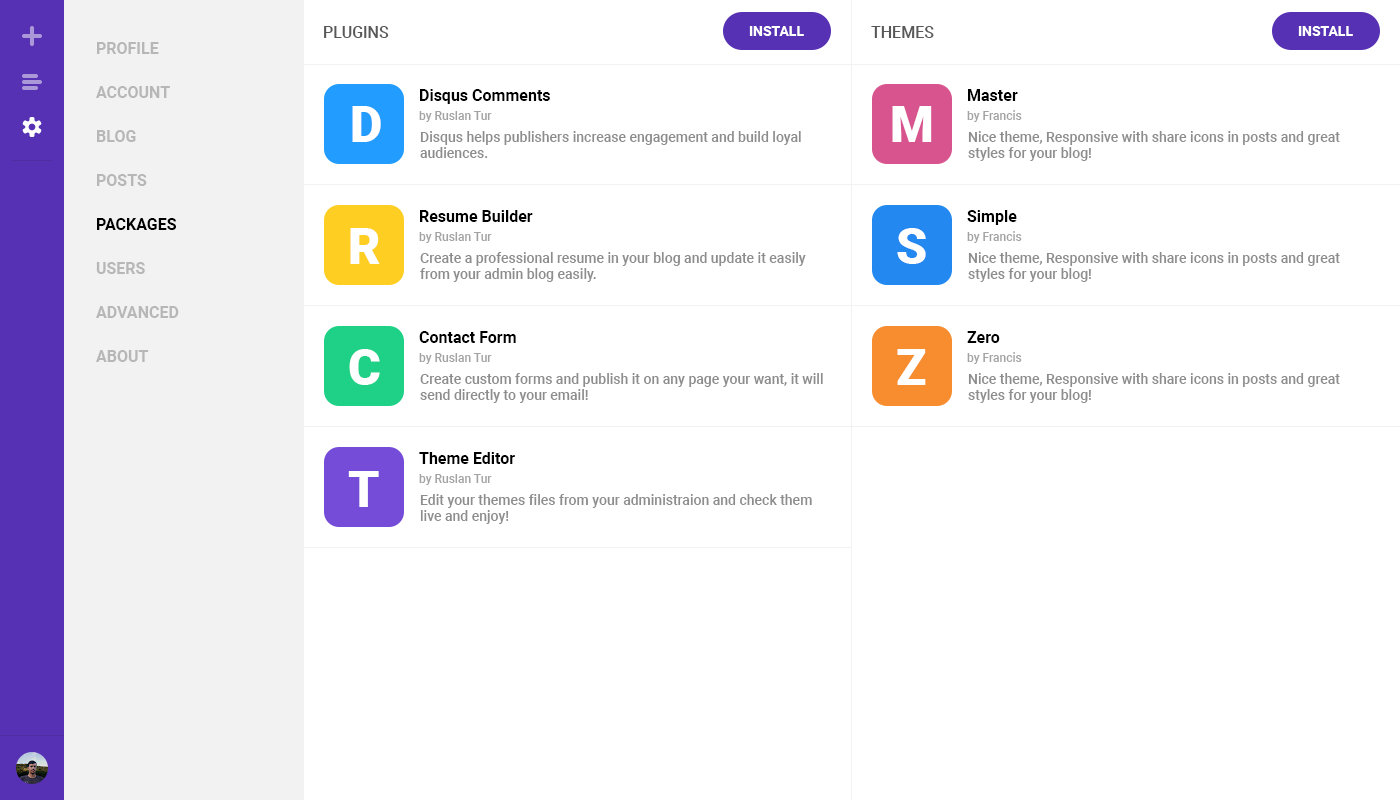 PROFILE
ACCOUNT
BLOG
POSTS
PACKAGES
USERS
ADVANCED
ABOUT
PLUGINS
INSTALL
D
Disqus Comments
by Ruslan Tur
Disqus helps publishers increase engagement and build loyal
audiences.
R
Resume Builder
by Ruslan Tur
Create a professional resume in your blog and update it easily
from your admin blog easily.
C
Contact Form
by Ruslan Tur
Create custom forms and publish it on any page your want, it will
send directly to your email!
T
Theme Editor
by Ruslan Tur
Edit your themes files from your administraion and check them
live and enjoy!
THEMES
INSTALL
M
Master
by Francis
Nice theme, Responsive with share icons in posts and great
styles for your blog!
S
Simple
by Francis
Nice theme, Responsive with share icons in posts and great
styles for your blog!
Z
Zero
by Francis
Nice theme, Responsive with share icons in posts and great
styles for your blog!